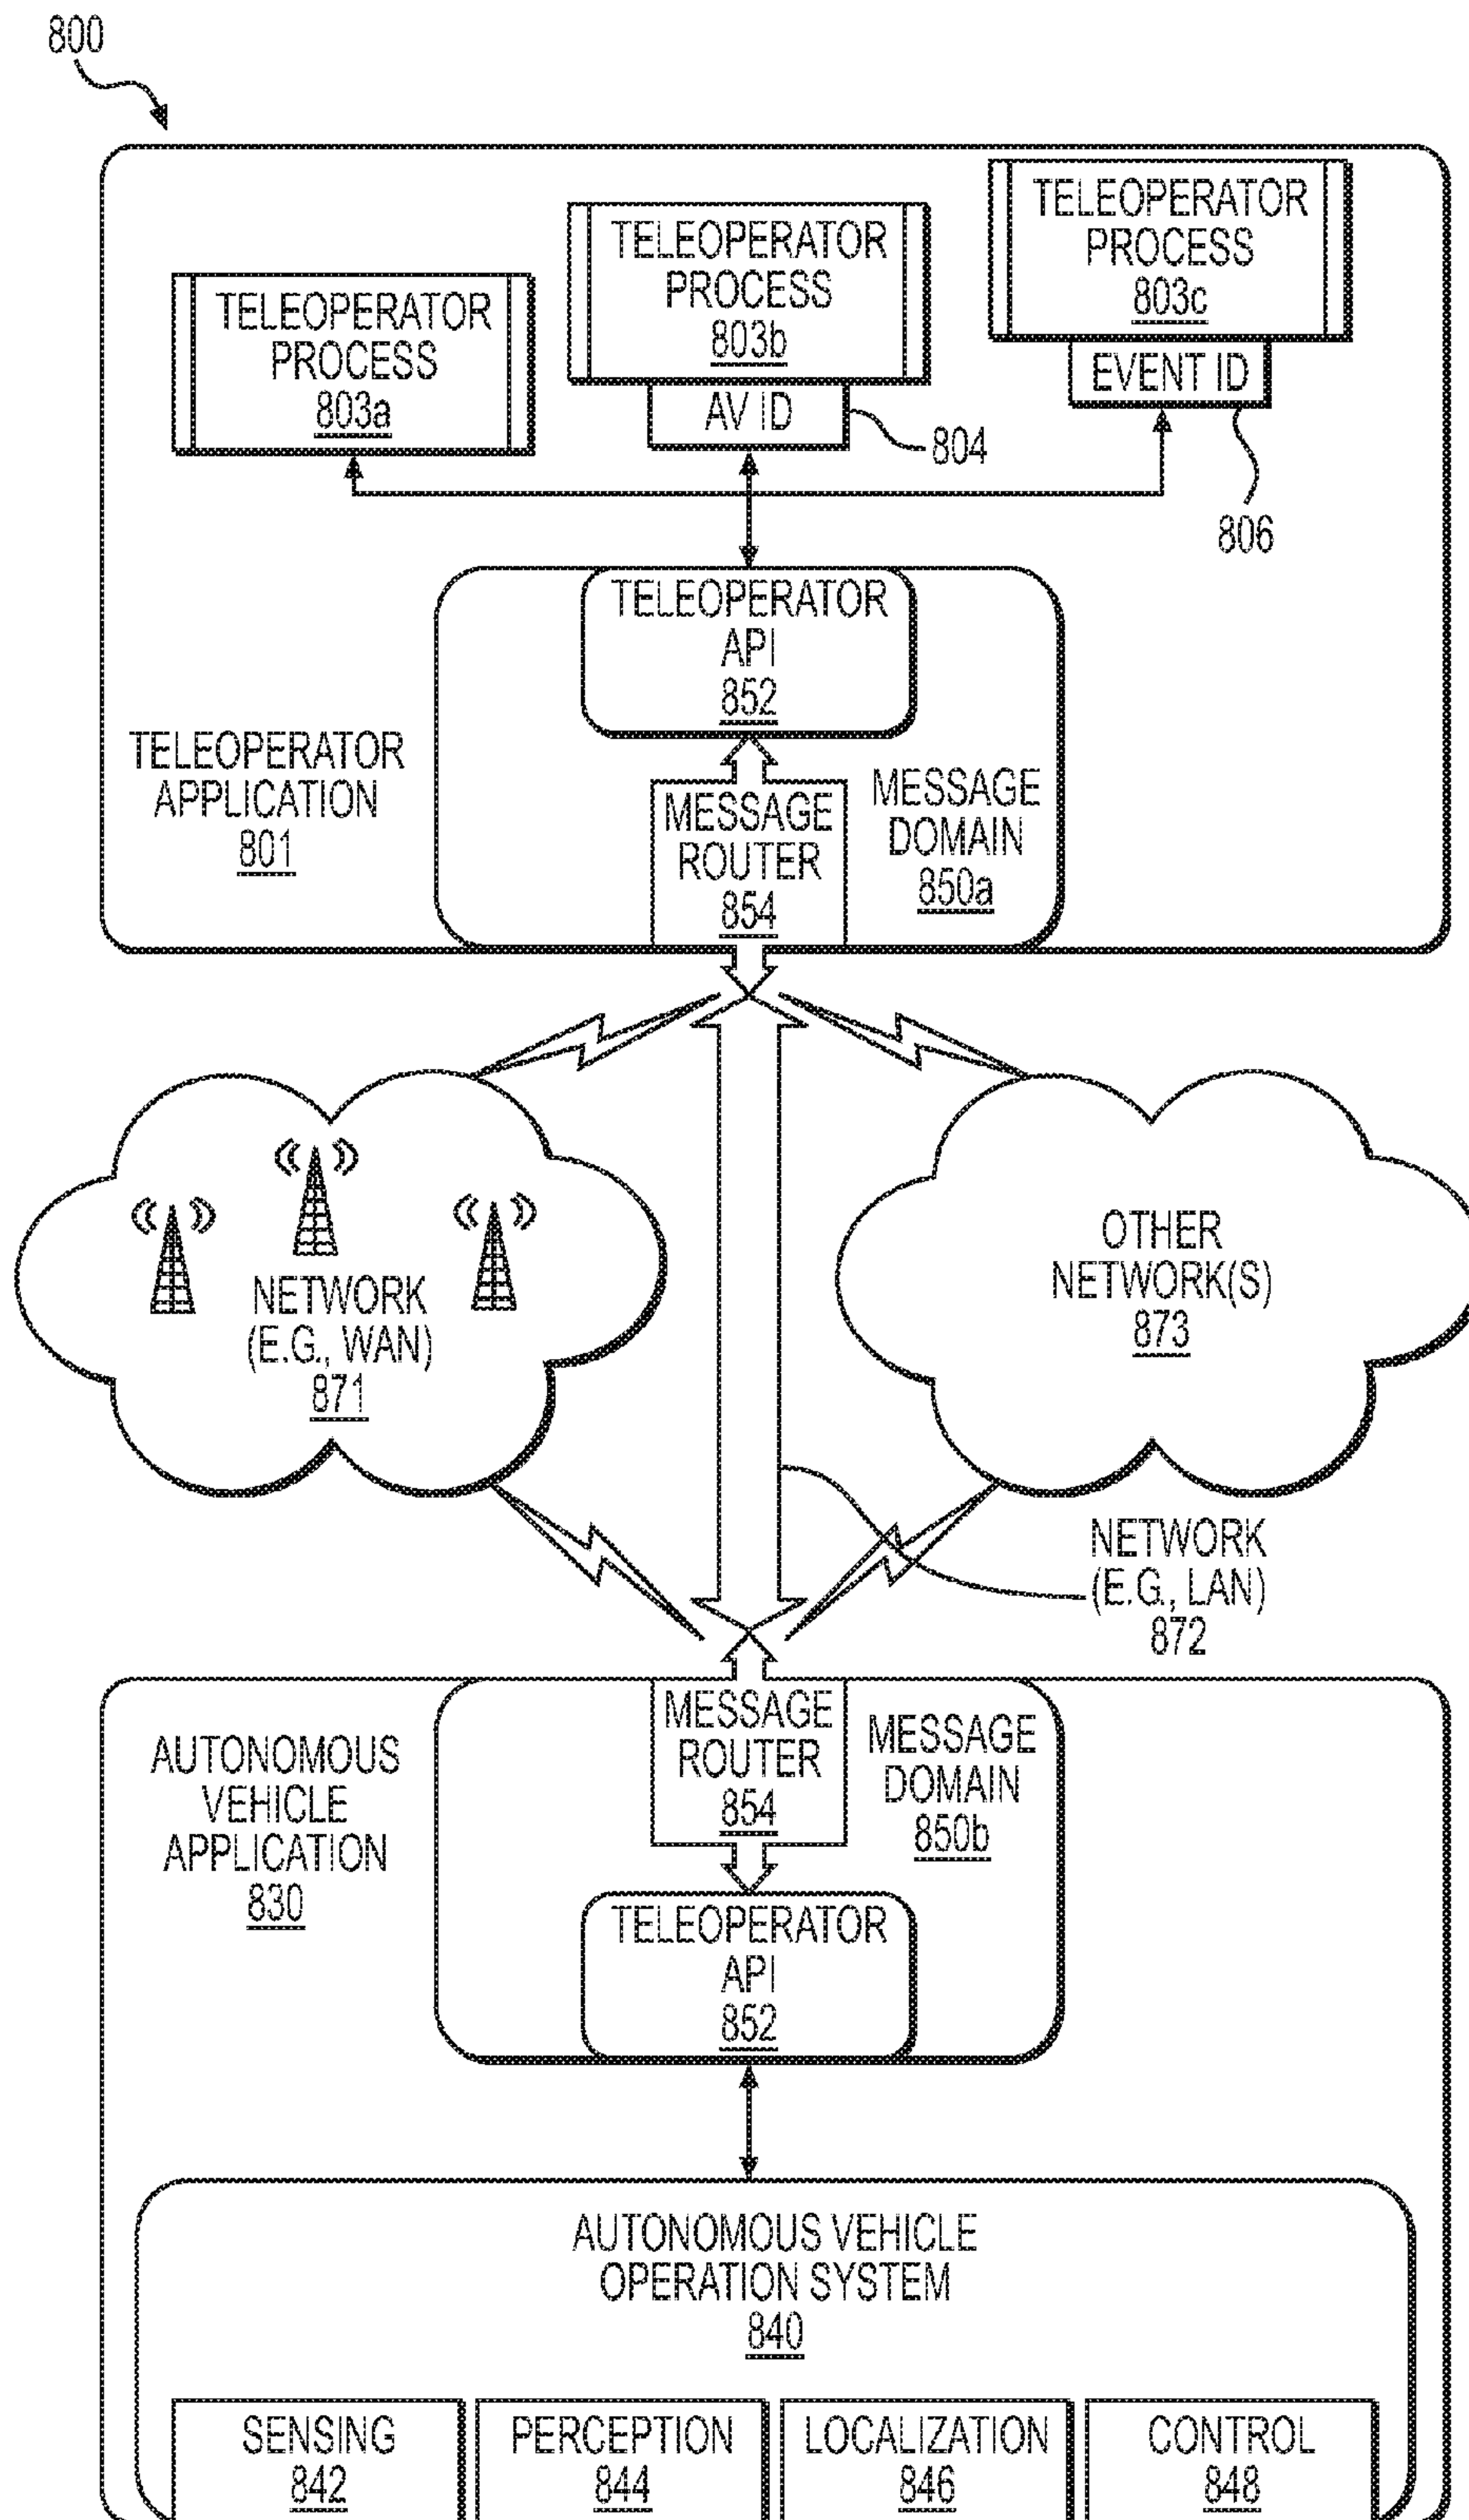 800
TELEOPERATOR
PROCESS
803a
TELEOPERATOR
PROCESS
803b
AV ID
804
TELEOPERATOR
PROCESS
803c
EVENT ID
806
TELEOPERATOR
API
852
TELEOPERATOR
APPLICATION
801
MESSAGE
ROUTER
854
MESSAGE
DOMAIN
850a
NETWORK
(E.G., WAN)
871
OTHER
NETWORK(S)
873
NETWORK
(E.G., LAN)
872
AUTONOMOUS
VEHICLE
APPLICATION
830
MESSAGE
ROUTER
854
MESSAGE
DOMAIN
850b
TELEOPERATOR
API
852
AUTONOMOUS VEHICLE
OPERATION SYSTEM
840
SENSING
842
PERCEPTION
844
LOCALIZATION
846
CONTROL
848